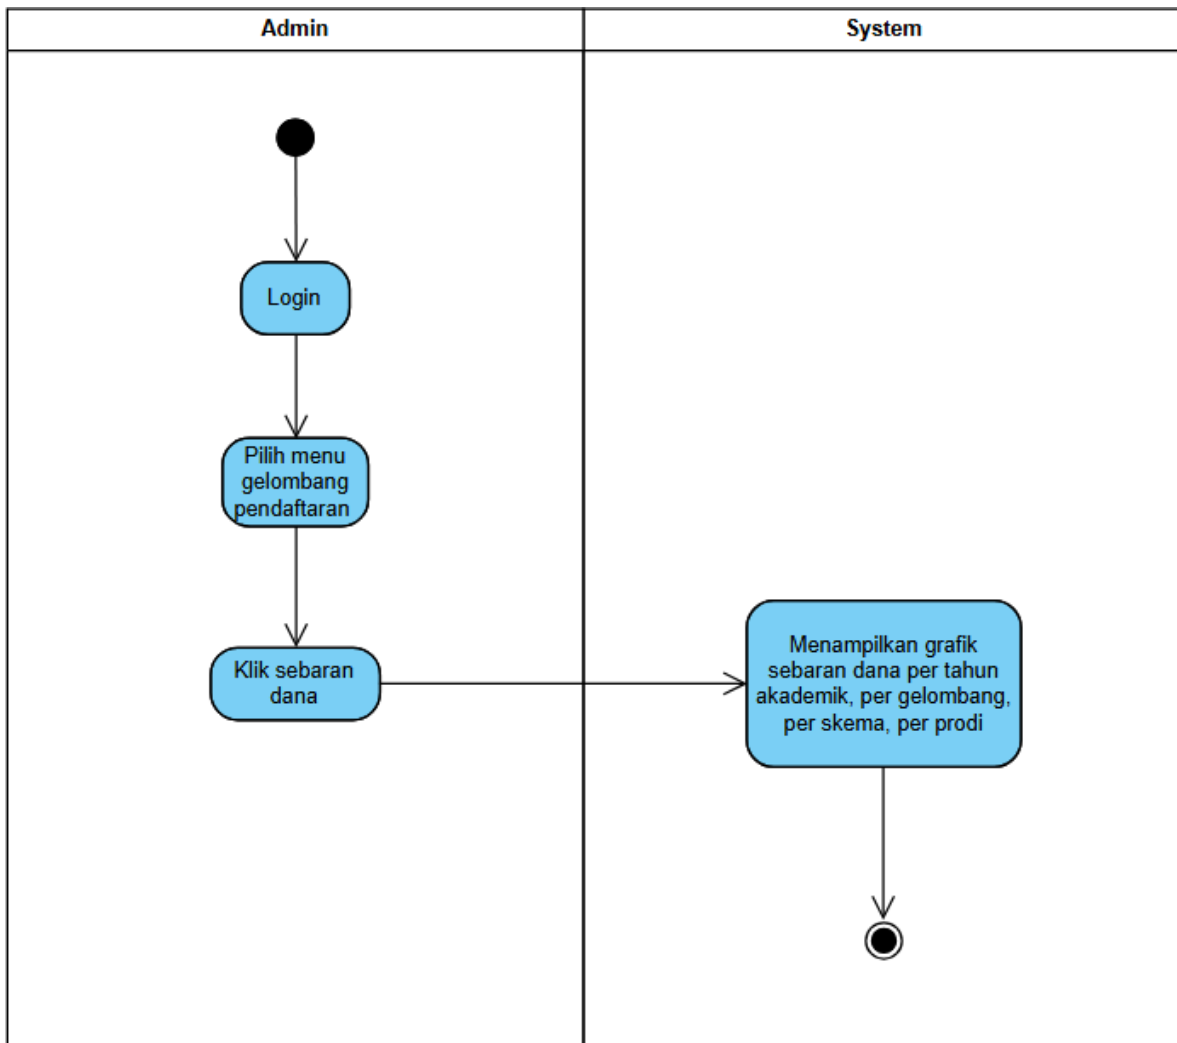 Admin
System
Login
Pilih menu
gelombang
pendaftaran
Klik sebaran
dana
Menampilkan grafik
sebaran dana per tahun
akademik, per gelombang,
per skema, per prodi